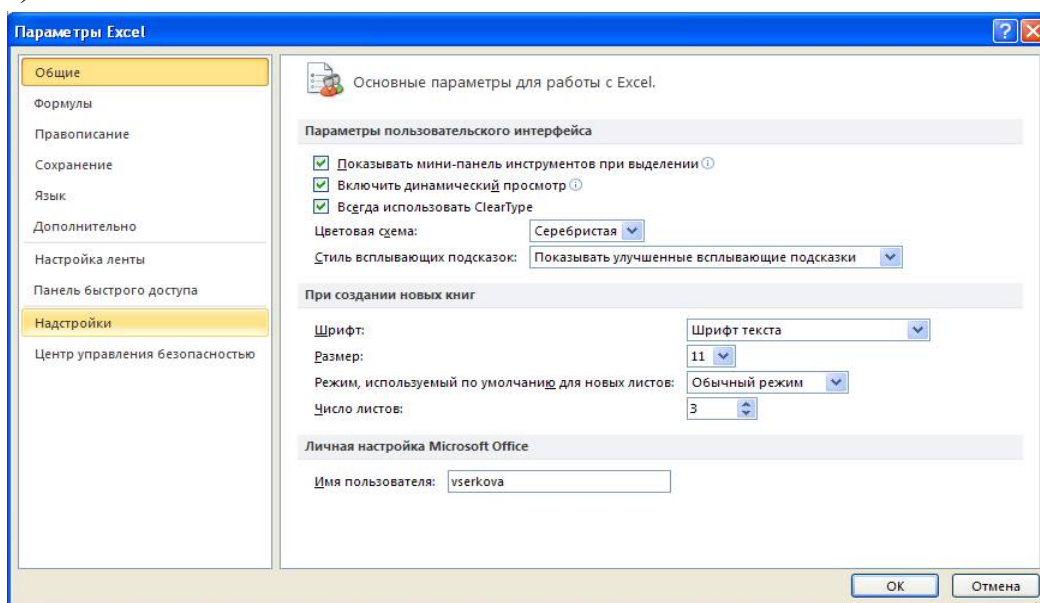 )
Параметры Excel
Общие
Формулы
Правописание
Сохранение
Язык
Дополнительно
Настройка ленты
Панель быстрого доступа
Надстройки
Центр управления безопасностью
Основные параметры для работы с Excel.
Параметры пользовательского интерфейса
Показывать мини-панель инструментов при выделении
Включить динамический просмотр
Всегда использовать ClearType
Цветовая схема: Серебристая
Стиль всплывающих подсказок: Показывать улучшенные всплывающие подсказки
При создании новых книг
Шрифт: Шрифт текста
Размер: 11
Режим, используемый по умолчанию для новых листов: Обычный режим
Число листов: 3
Личная настройка Microsoft Office
Имя пользователя: vserkova
ОК Отмена